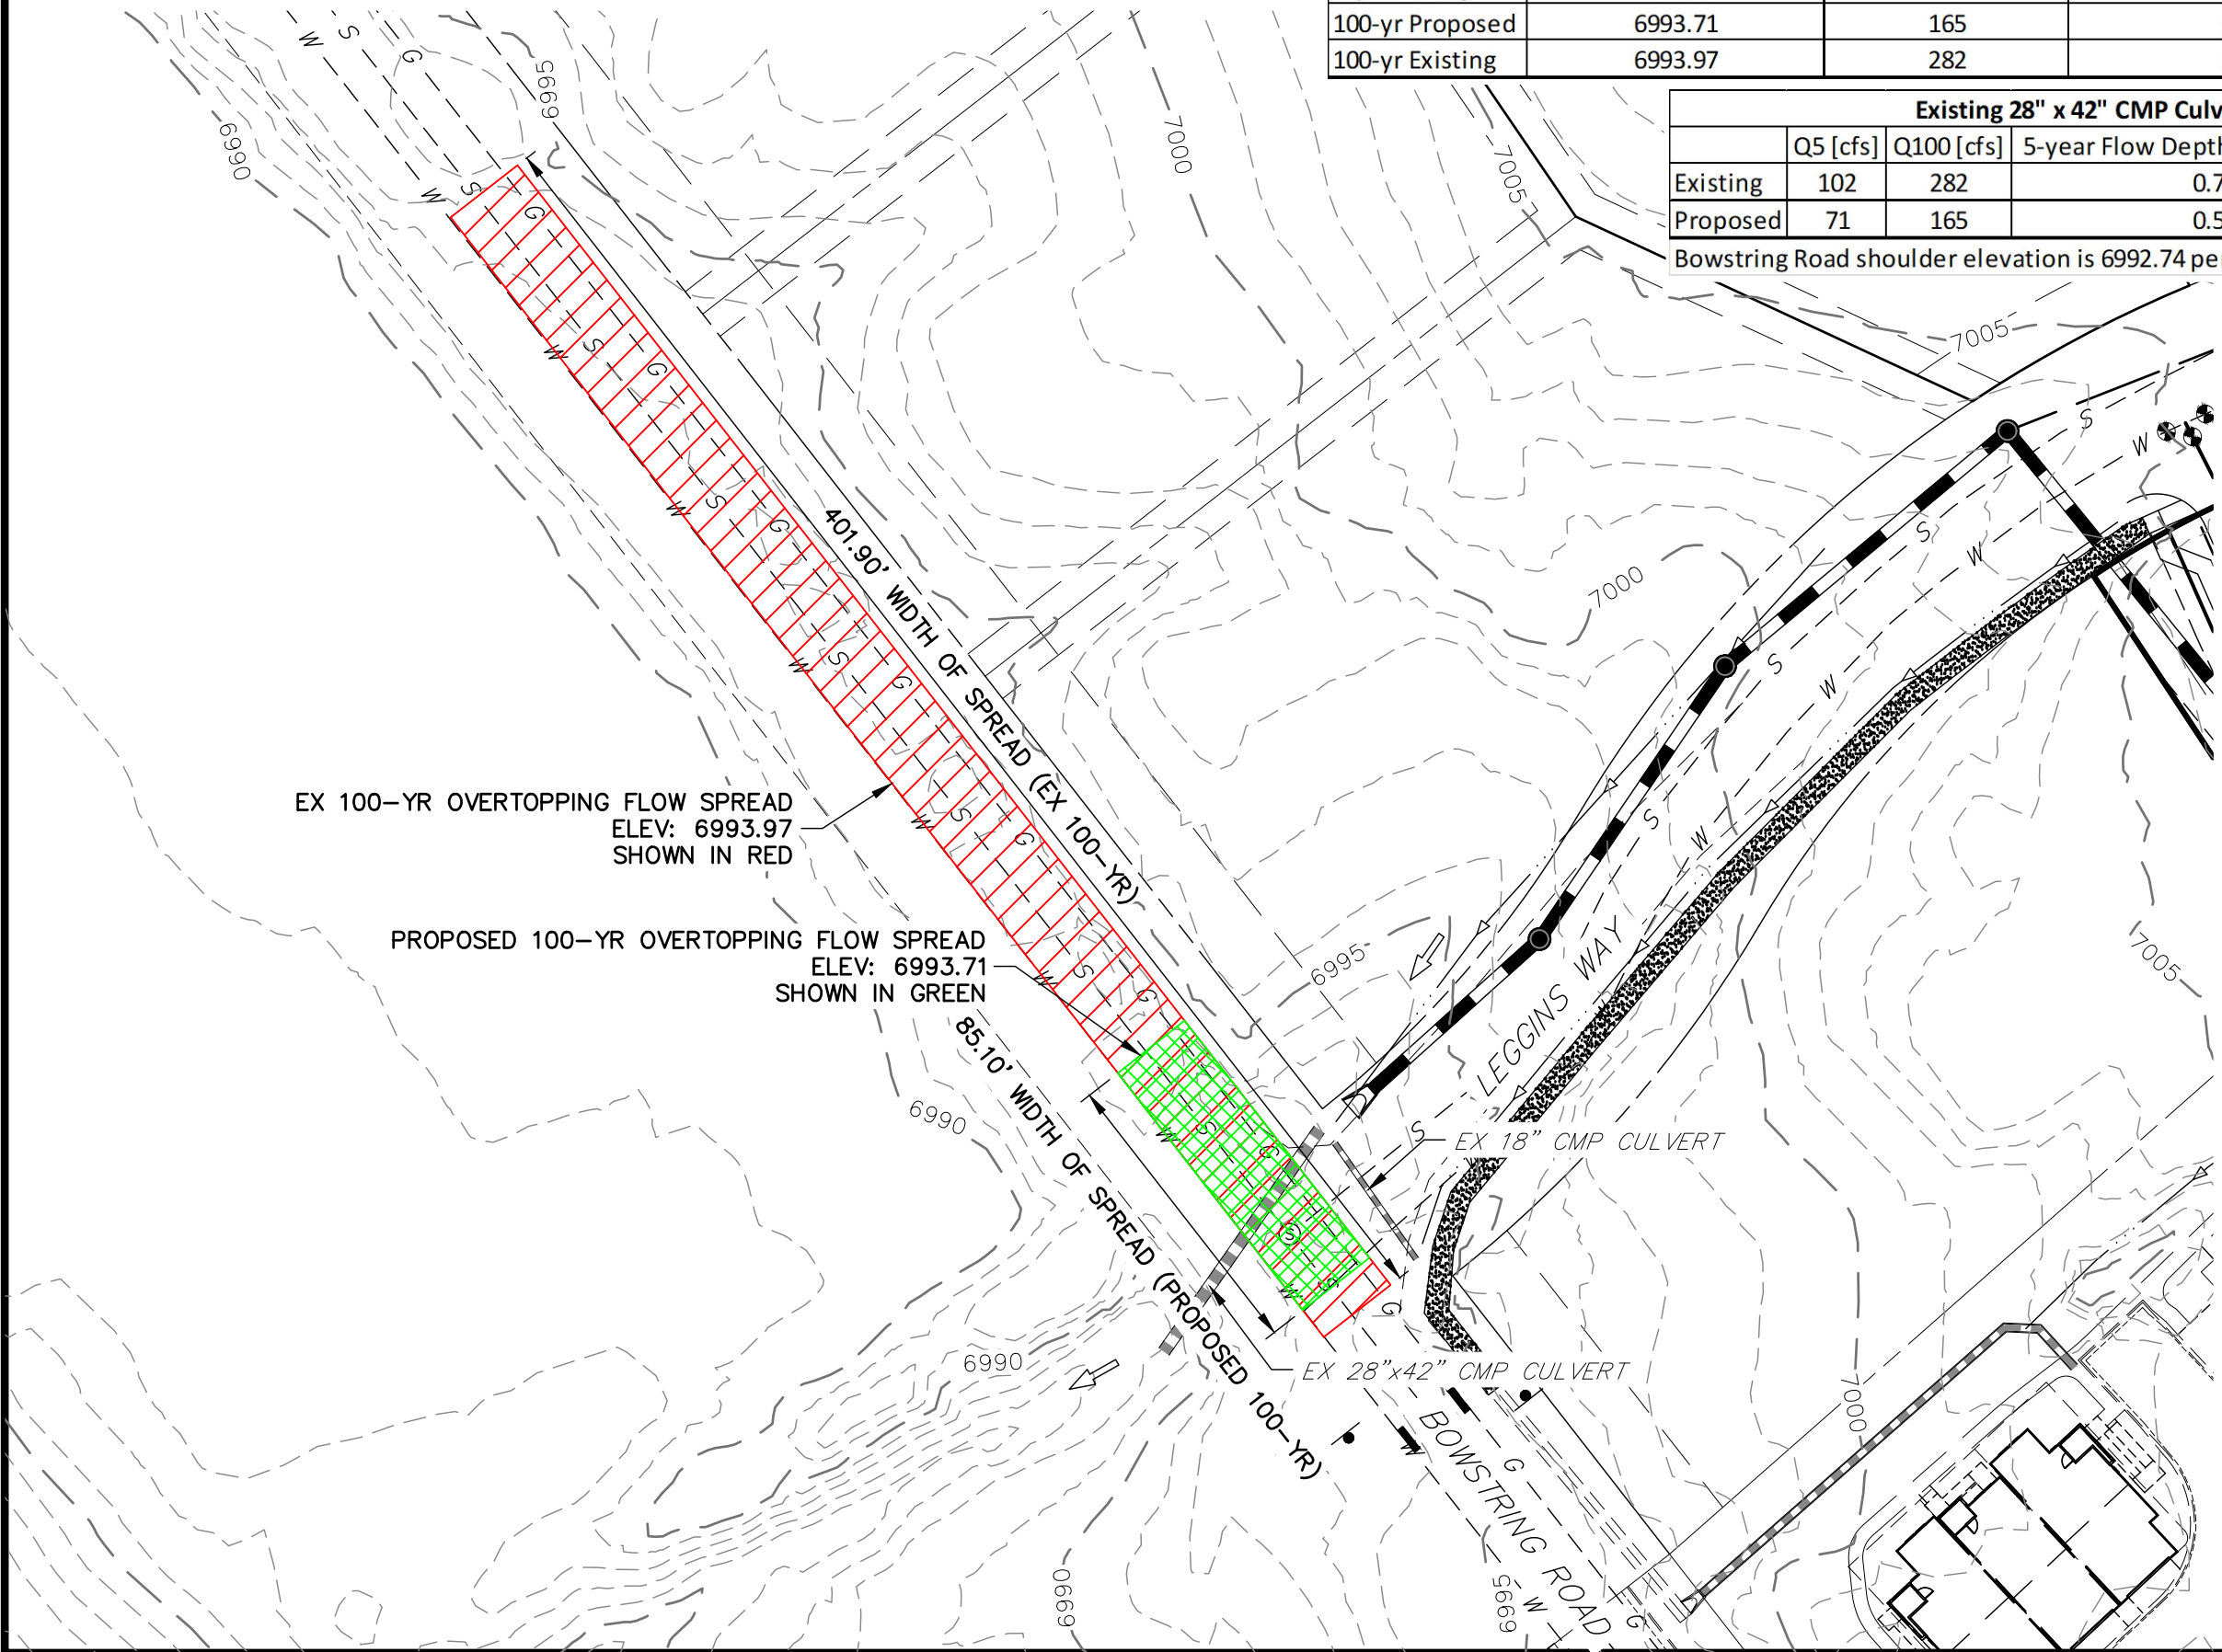 100-yr Proposed 6993.71 165
100-yr Existing 6993.97 282
Existing 28" x 42" CMP Culv
Q5 [cfs] Q100 [cfs] 5-year Flow Depth
Existing 102 282 0.7
Proposed 71 165 0.5
Bowstring Road shoulder elevation is 6992.74 pe
W
S
G
6995
6990
7000
7005
W
S
G
7005
S
W
S
G
W
S
W
S
G
W
401.90' WIDTH OF SPREAD (EX 100-YR)
7000
S
W
S
G
W
S
W
EX 100-YR OVERTOPPING FLOW SPREAD
ELEV: 6993.97
SHOWN IN RED
S
G
W
S
W
PROPOSED 100-YR OVERTOPPING FLOW SPREAD
ELEV: 6993.71
SHOWN IN GREEN
6995
7005
S
G
W
LEGGINS WAY
85.10' WIDTH OF SPREAD (PROPOSED 100-YR)
6990
S
G
W
S
EX 18" CMP CULVERT
S
S
W
G
6990
EX 28"x42" CMP CULVERT
7000
W
G
BOWSTRING ROAD
6990
6995
W
G